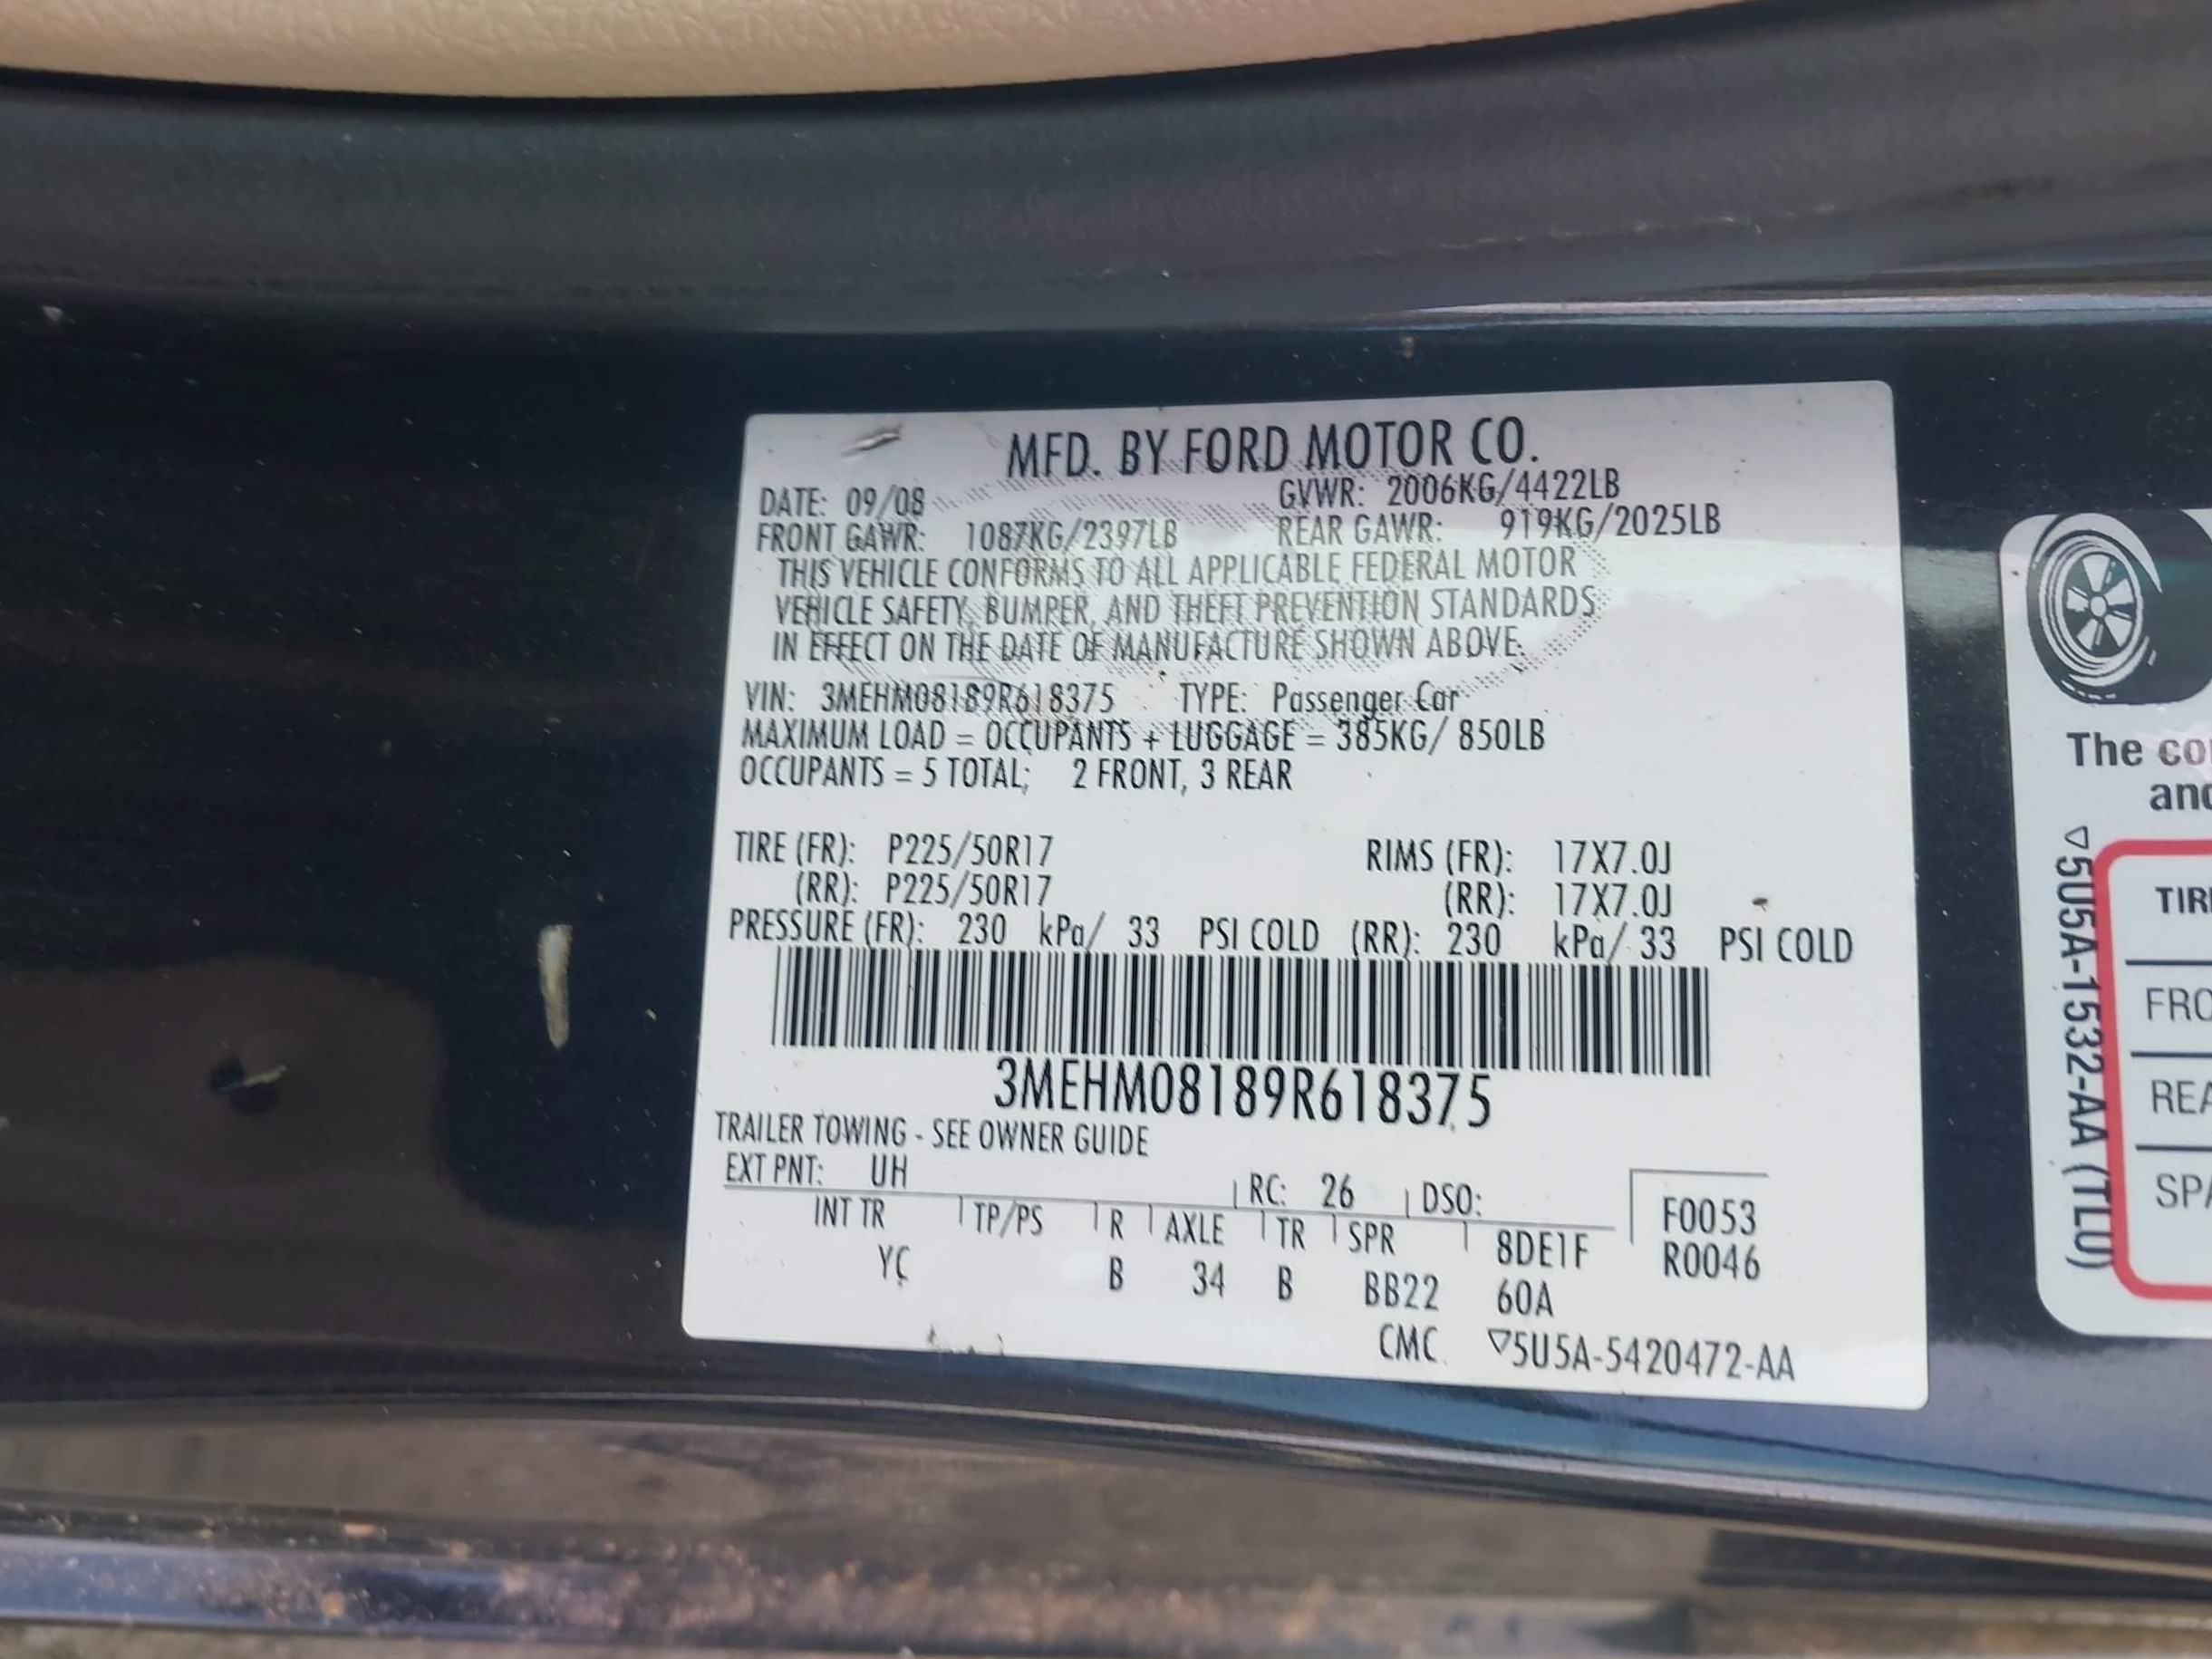 MFD. BY FORD MOTOR CO.
DATE: 09/08 GVWR: 2006KG/4422LB
FRONT GAWR: 1087KG/2397LB REAR GAWR: 919KG/2025LB
THIS VEHICLE CONFORMS TO ALL APPLICABLE FEDERAL MOTOR
VEHICLE SAFETY, BUMPER, AND THEFT PREVENTION STANDARDS
IN EFFECT ON THE DATE OF MANUFACTURE SHOWN ABOVE.
VIN: 3MEHM08189R618375 TYPE: Passenger Car
MAXIMUM LOAD = OCCUPANTS + LUGGAGE = 385KG/ 850LB
OCCUPANTS = 5 TOTAL; 2 FRONT, 3 REAR
TIRE (FR): P225/50R17 RIMS (FR): 17X7.0J
(RR): P225/50R17 (RR): 17X7.0J
PRESSURE (FR): 230 kPa/ 33 PSI COLD (RR): 230 kPa/ 33 PSI COLD
3MEHM08189R618375
TRAILER TOWING - SEE OWNER GUIDE
EXT PNT: UH RC: 26 DSO:
INT TR TP/PS R AXLE TR SPR 8DE1F F0053
YC B 34 B BB22 60A R0046
CMC ▽5U5A-5420472-AA
The
and
▽5U5A-1532-AA (TLU)